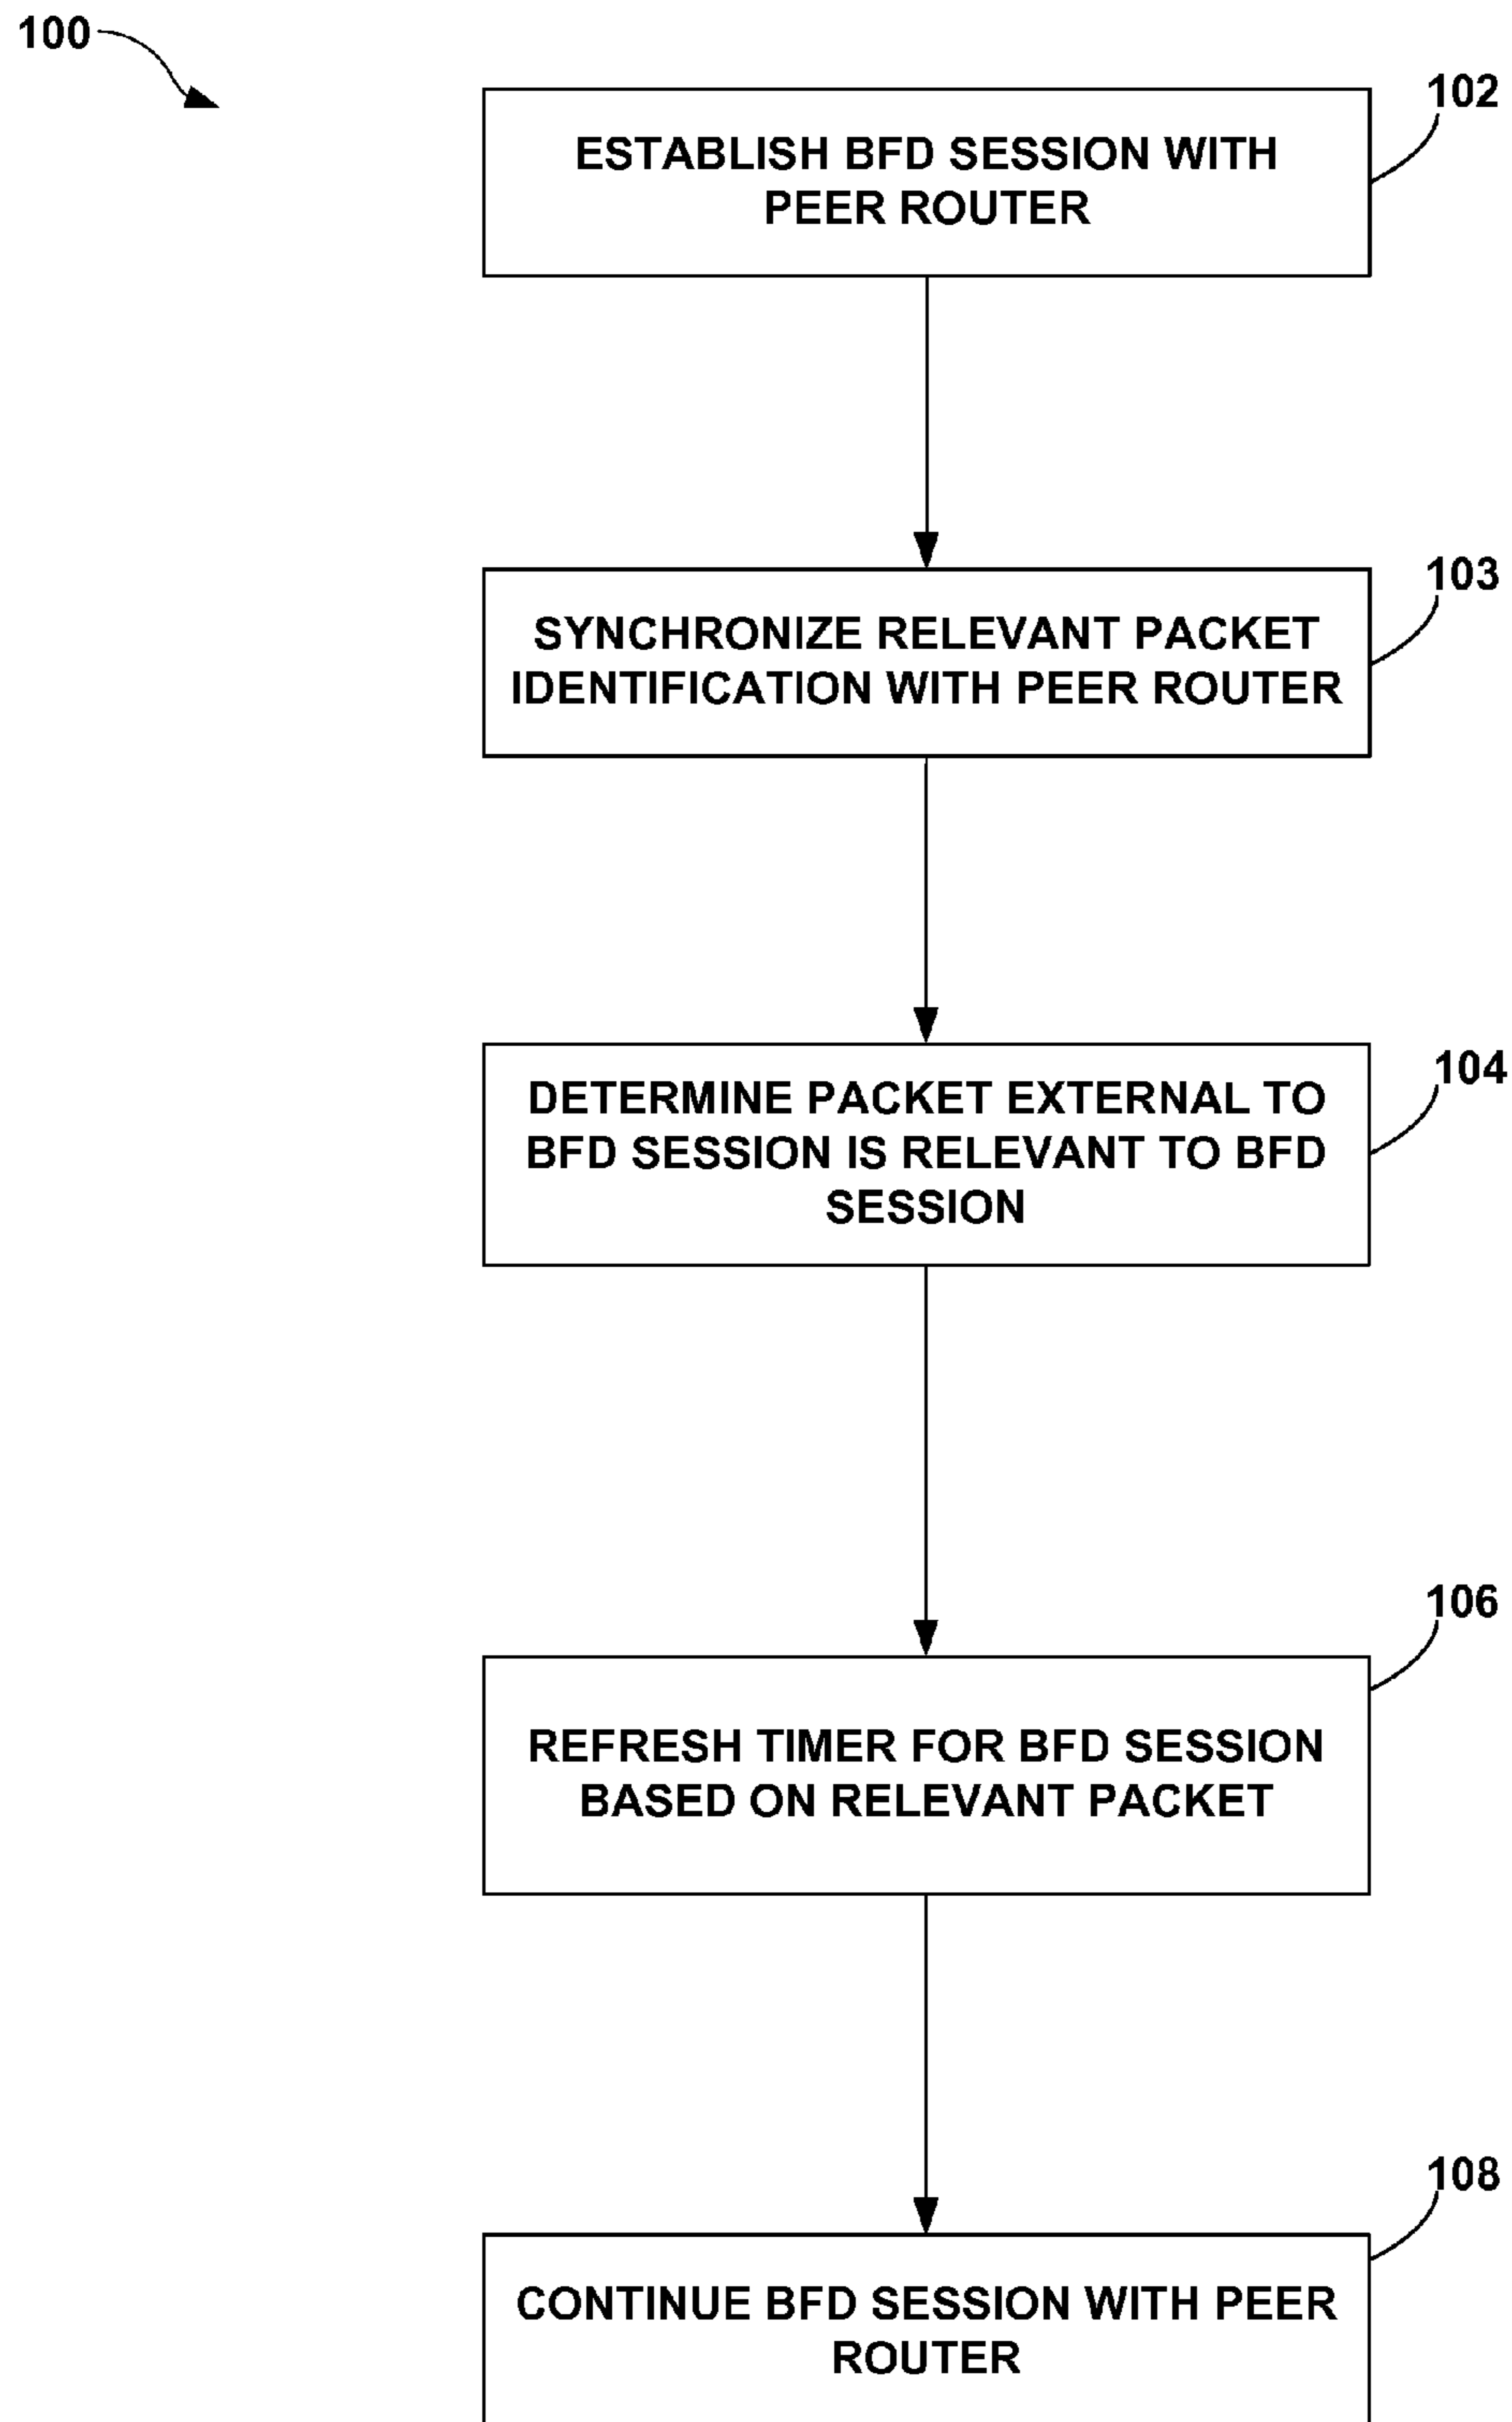 100
102
ESTABLISH BFD SESSION WITH
PEER ROUTER
103
SYNCHRONIZE RELEVANT PACKET
IDENTIFICATION WITH PEER ROUTER
104
DETERMINE PACKET EXTERNAL TO
BFD SESSION IS RELEVANT TO BFD
SESSION
106
REFRESH TIMER FOR BFD SESSION
BASED ON RELEVANT PACKET
108
CONTINUE BFD SESSION WITH PEER
ROUTER